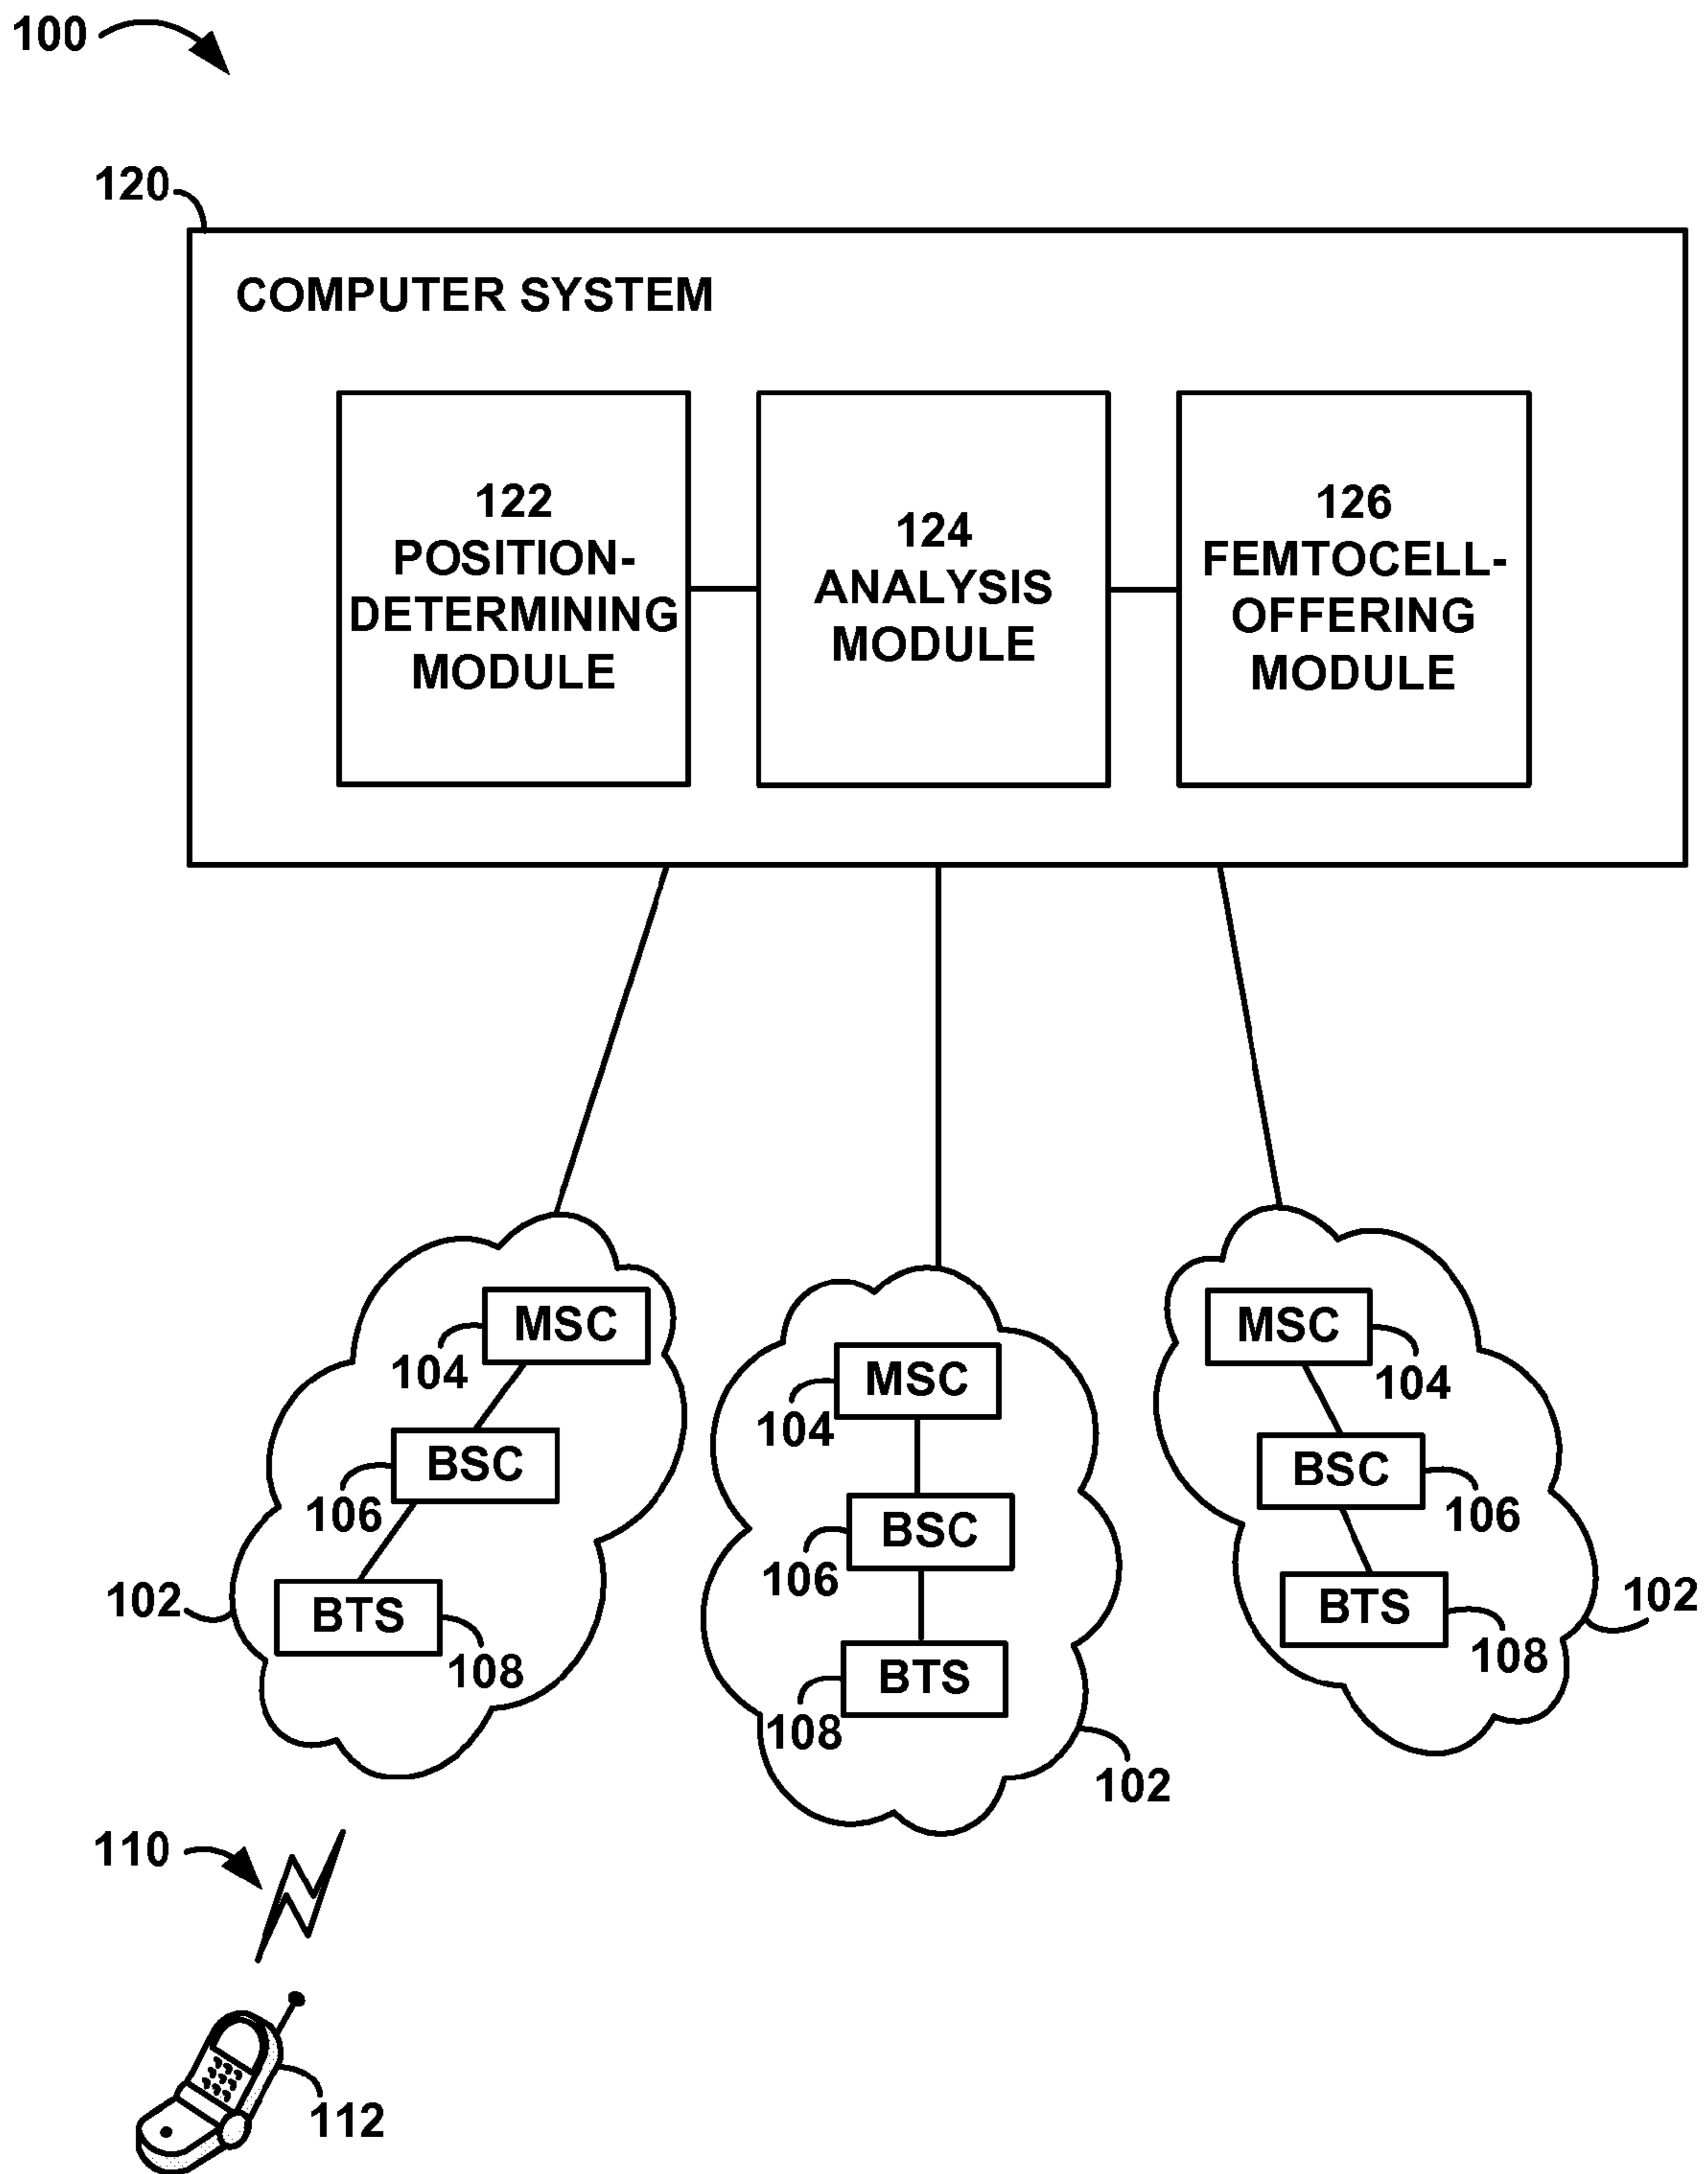 100
120
COMPUTER SYSTEM
122
POSITION-
DETERMINING
MODULE
124
ANALYSIS
MODULE
126
FEMTOCELL-
OFFERING
MODULE
MSC
104
BSC
106
BTS
102
108
MSC
104
BSC
106
BTS
108
102
MSC
104
BSC
106
BTS
102
108
110
112